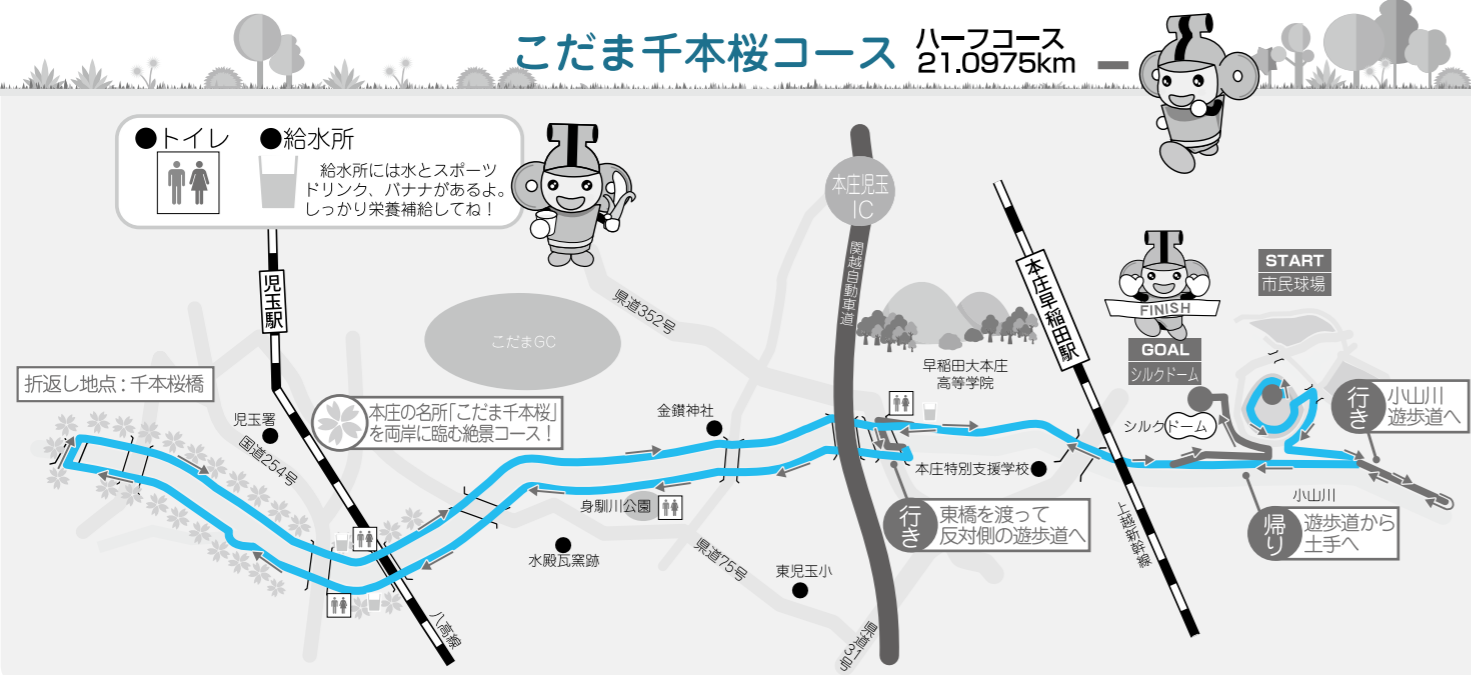 こだま千本桜コース
ハーフコース
21.0975km
●トイレ
●給水所
給水所には水とスポーツ
ドリンク、バナナがあるよ。
しっかり栄養補給してね！
本庄児玉
IC
関越自動車道
児玉駅
こだまGC
県道352号
早稲田大本庄
高等学院
本庄早稲田駅
START
市民球場
FINISH
GOAL
シルクドーム
折返し地点：千本桜橋
児玉署
国道254号
本庄の名所「こだま千本桜」
を両岸に臨む絶景コース！
金鑚神社
シルクドーム
行き
小山川
遊歩道へ
本庄特別支援学校
身馴川公園
小山川
行き
東橋を渡って
反対側の遊歩道へ
上越新幹線
帰り
遊歩道から
土手へ
水殿瓦窯跡
県道75号
東児玉小
八高線
県道31号